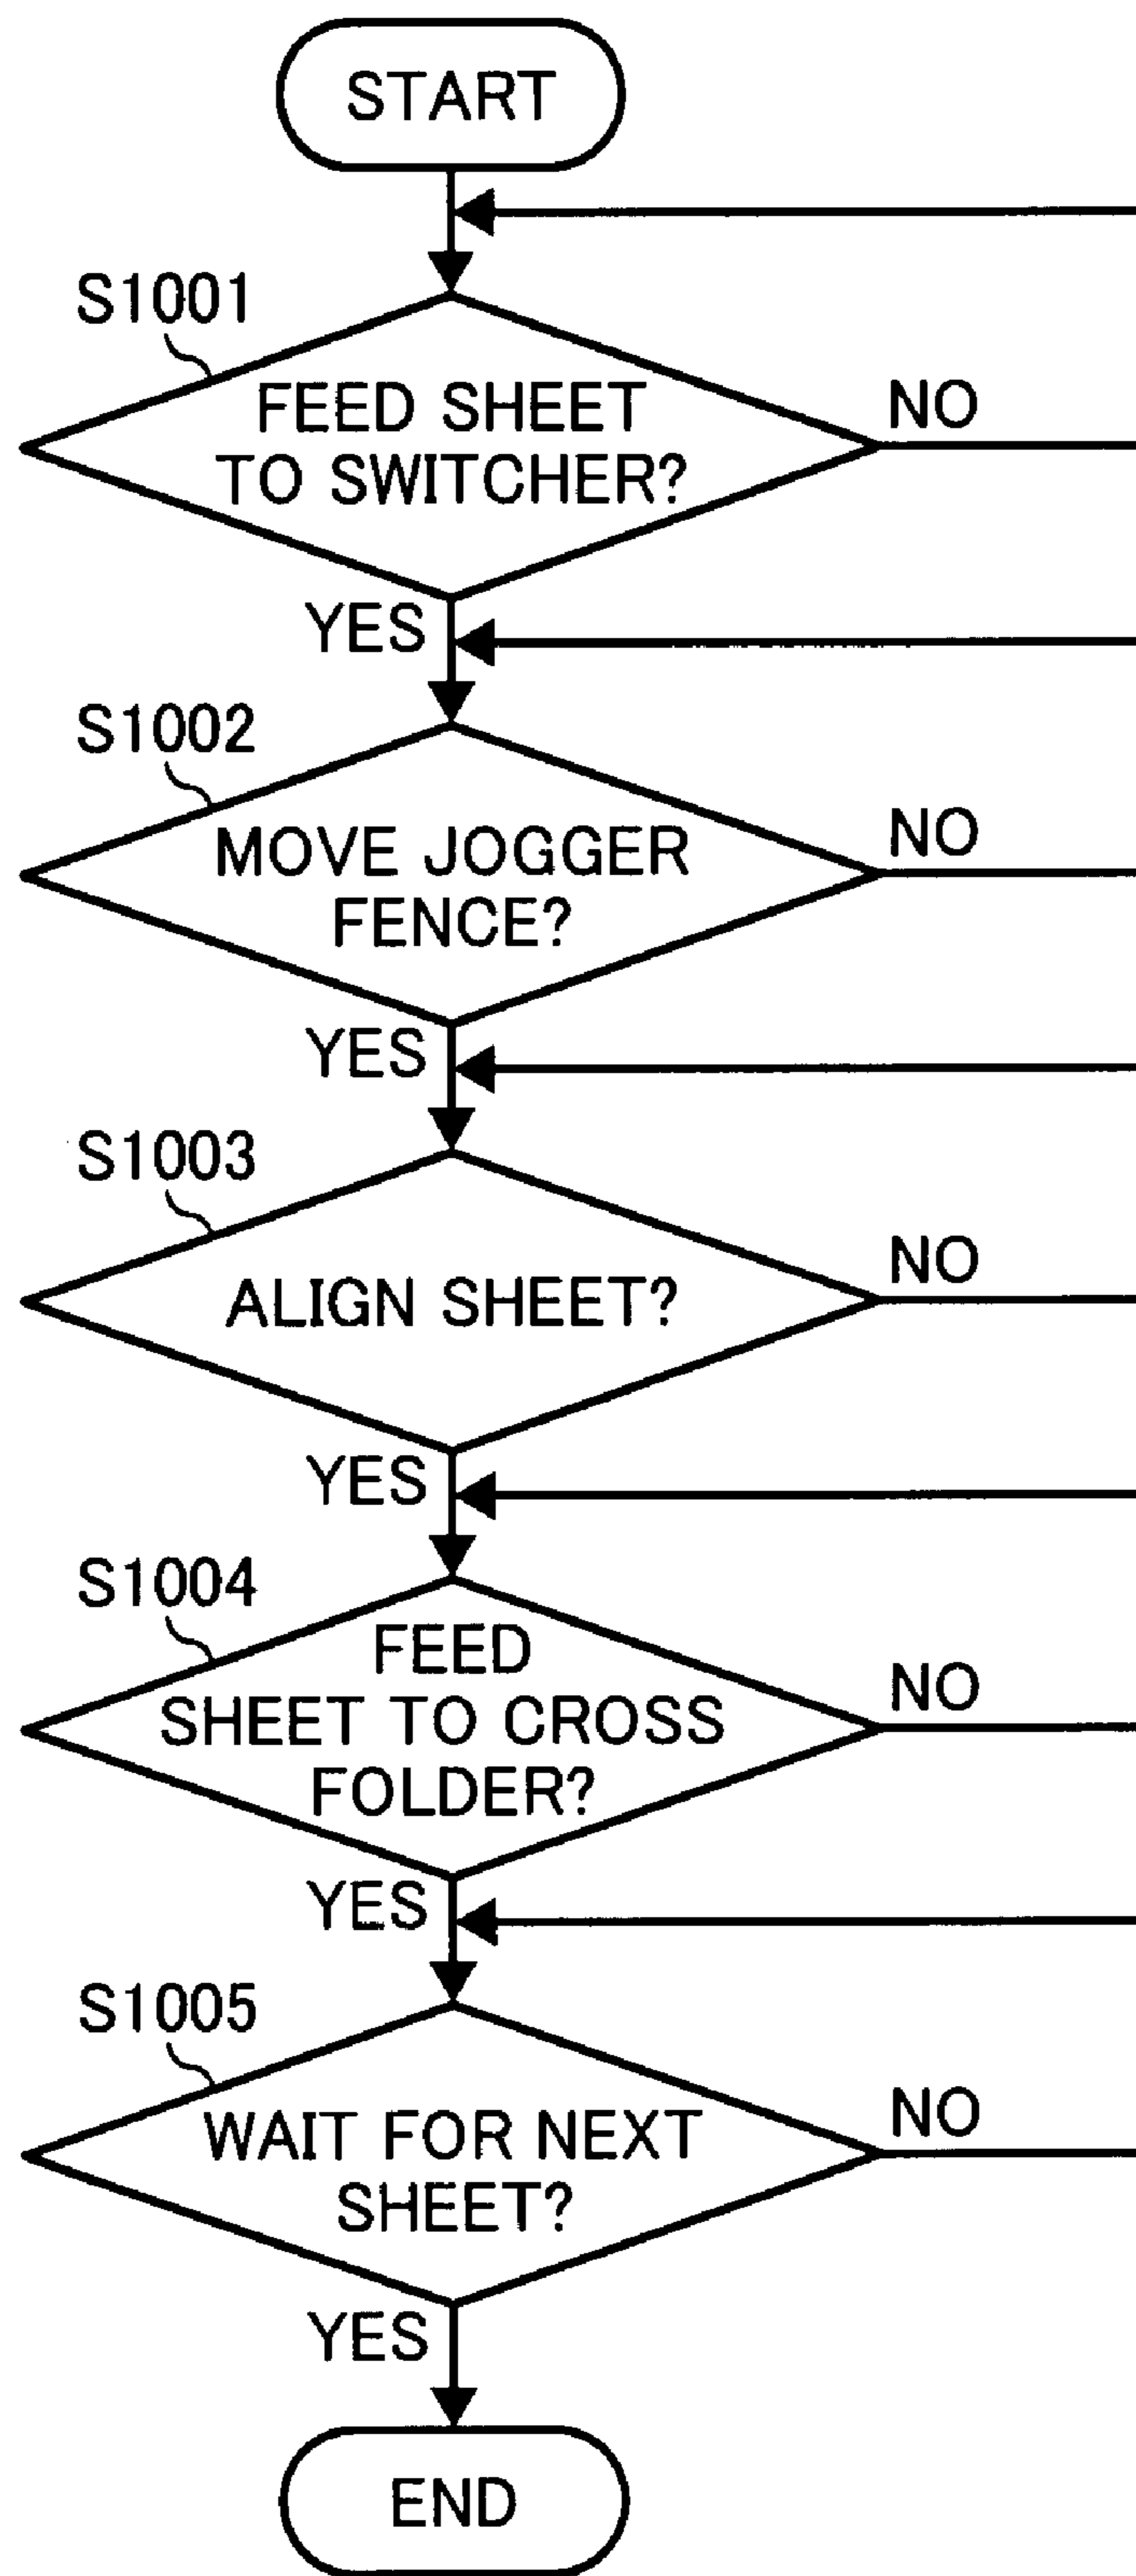 START
S1001
FEED SHEET
TO SWITCHER?
NO
YES
S1002
MOVE JOGGER
FENCE?
NO
YES
S1003
ALIGN SHEET?
NO
YES
S1004
FEED
SHEET TO CROSS
FOLDER?
NO
YES
S1005
WAIT FOR NEXT
SHEET?
NO
YES
END